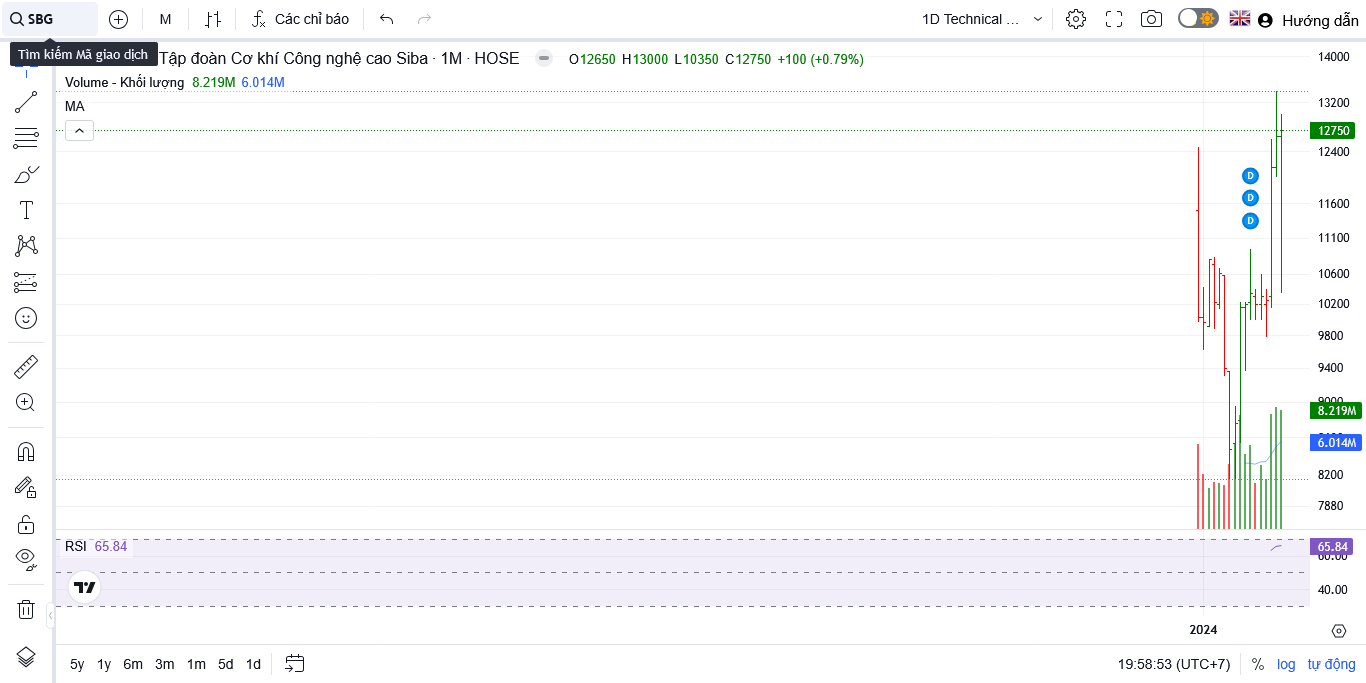 SBG
M
Các chỉ báo
1D Technical ...
Hướng dẫn
Tìm kiếm Mã giao dịch
Tập đoàn Cơ khí Công nghệ cao Siba · 1M · HOSE
O12650 H13000 L10350 C12750 +100 (+0.79%)
Volume - Khối lượng 8.219M 6.014M
MA
14000
13200
12750
12400
11600
11100
10600
10200
9800
9400
9000
8.219M
6.014M
8200
7880
D
D
D
RSI 65.84
65.84
60.00
40.00
2024
5y 1y 6m 3m 1m 5d 1d
19:58:53 (UTC+7)
% log tự động